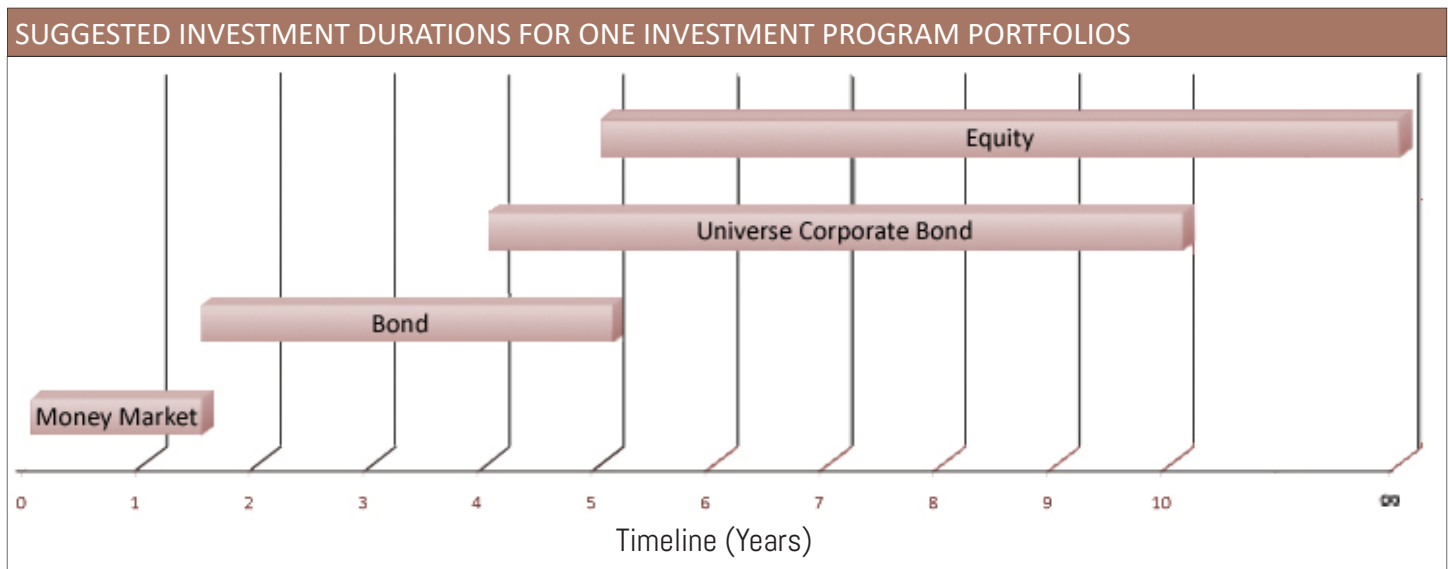 SUGGESTED INVESTMENT DURATIONS FOR ONE INVESTMENT PROGRAM PORTFOLIOS
Equity
Universe Corporate Bond
Bond
Money Market
0 1 2 3 4 5 6 7 8 9 10 ∞
Timeline (Years)